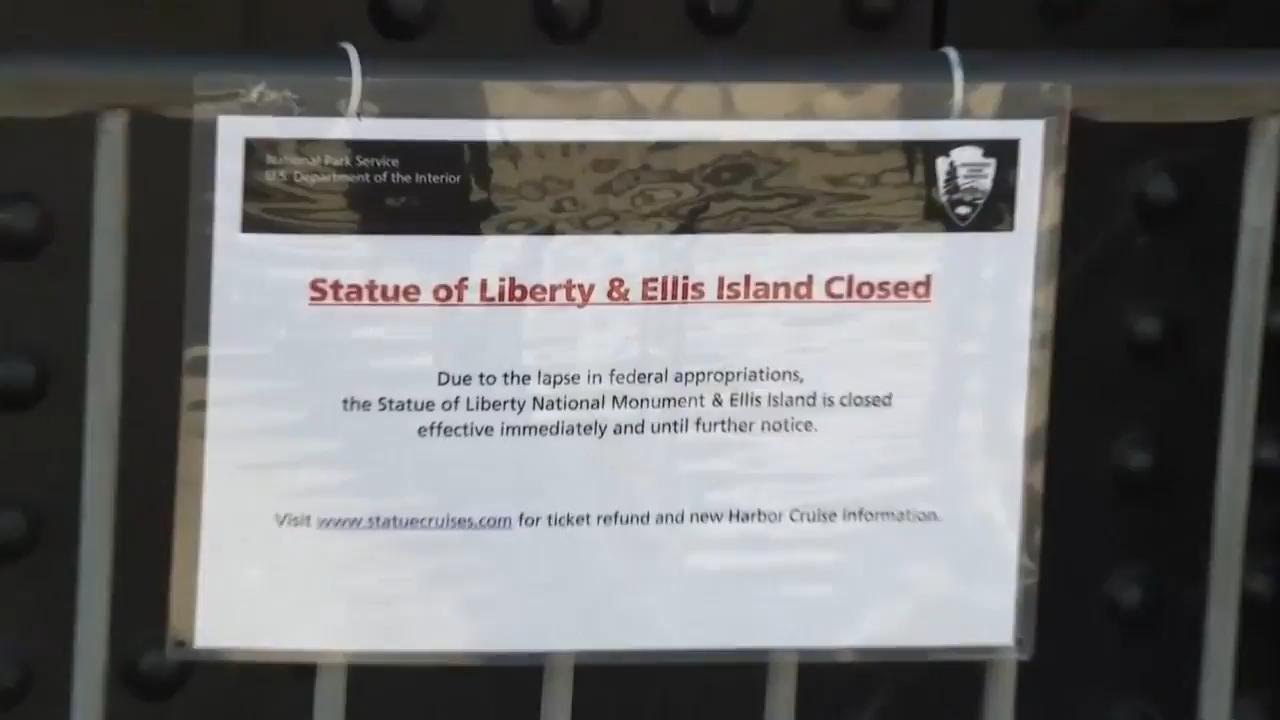 National Park Service
U.S. Department of the Interior
Statue of Liberty & Ellis Island Closed
Due to the lapse in federal appropriations,
the Statue of Liberty National Monument & Ellis Island is closed
effective immediately and until further notice.
Visit www.statuecruises.com for ticket refund and new Harbor Cruise information.